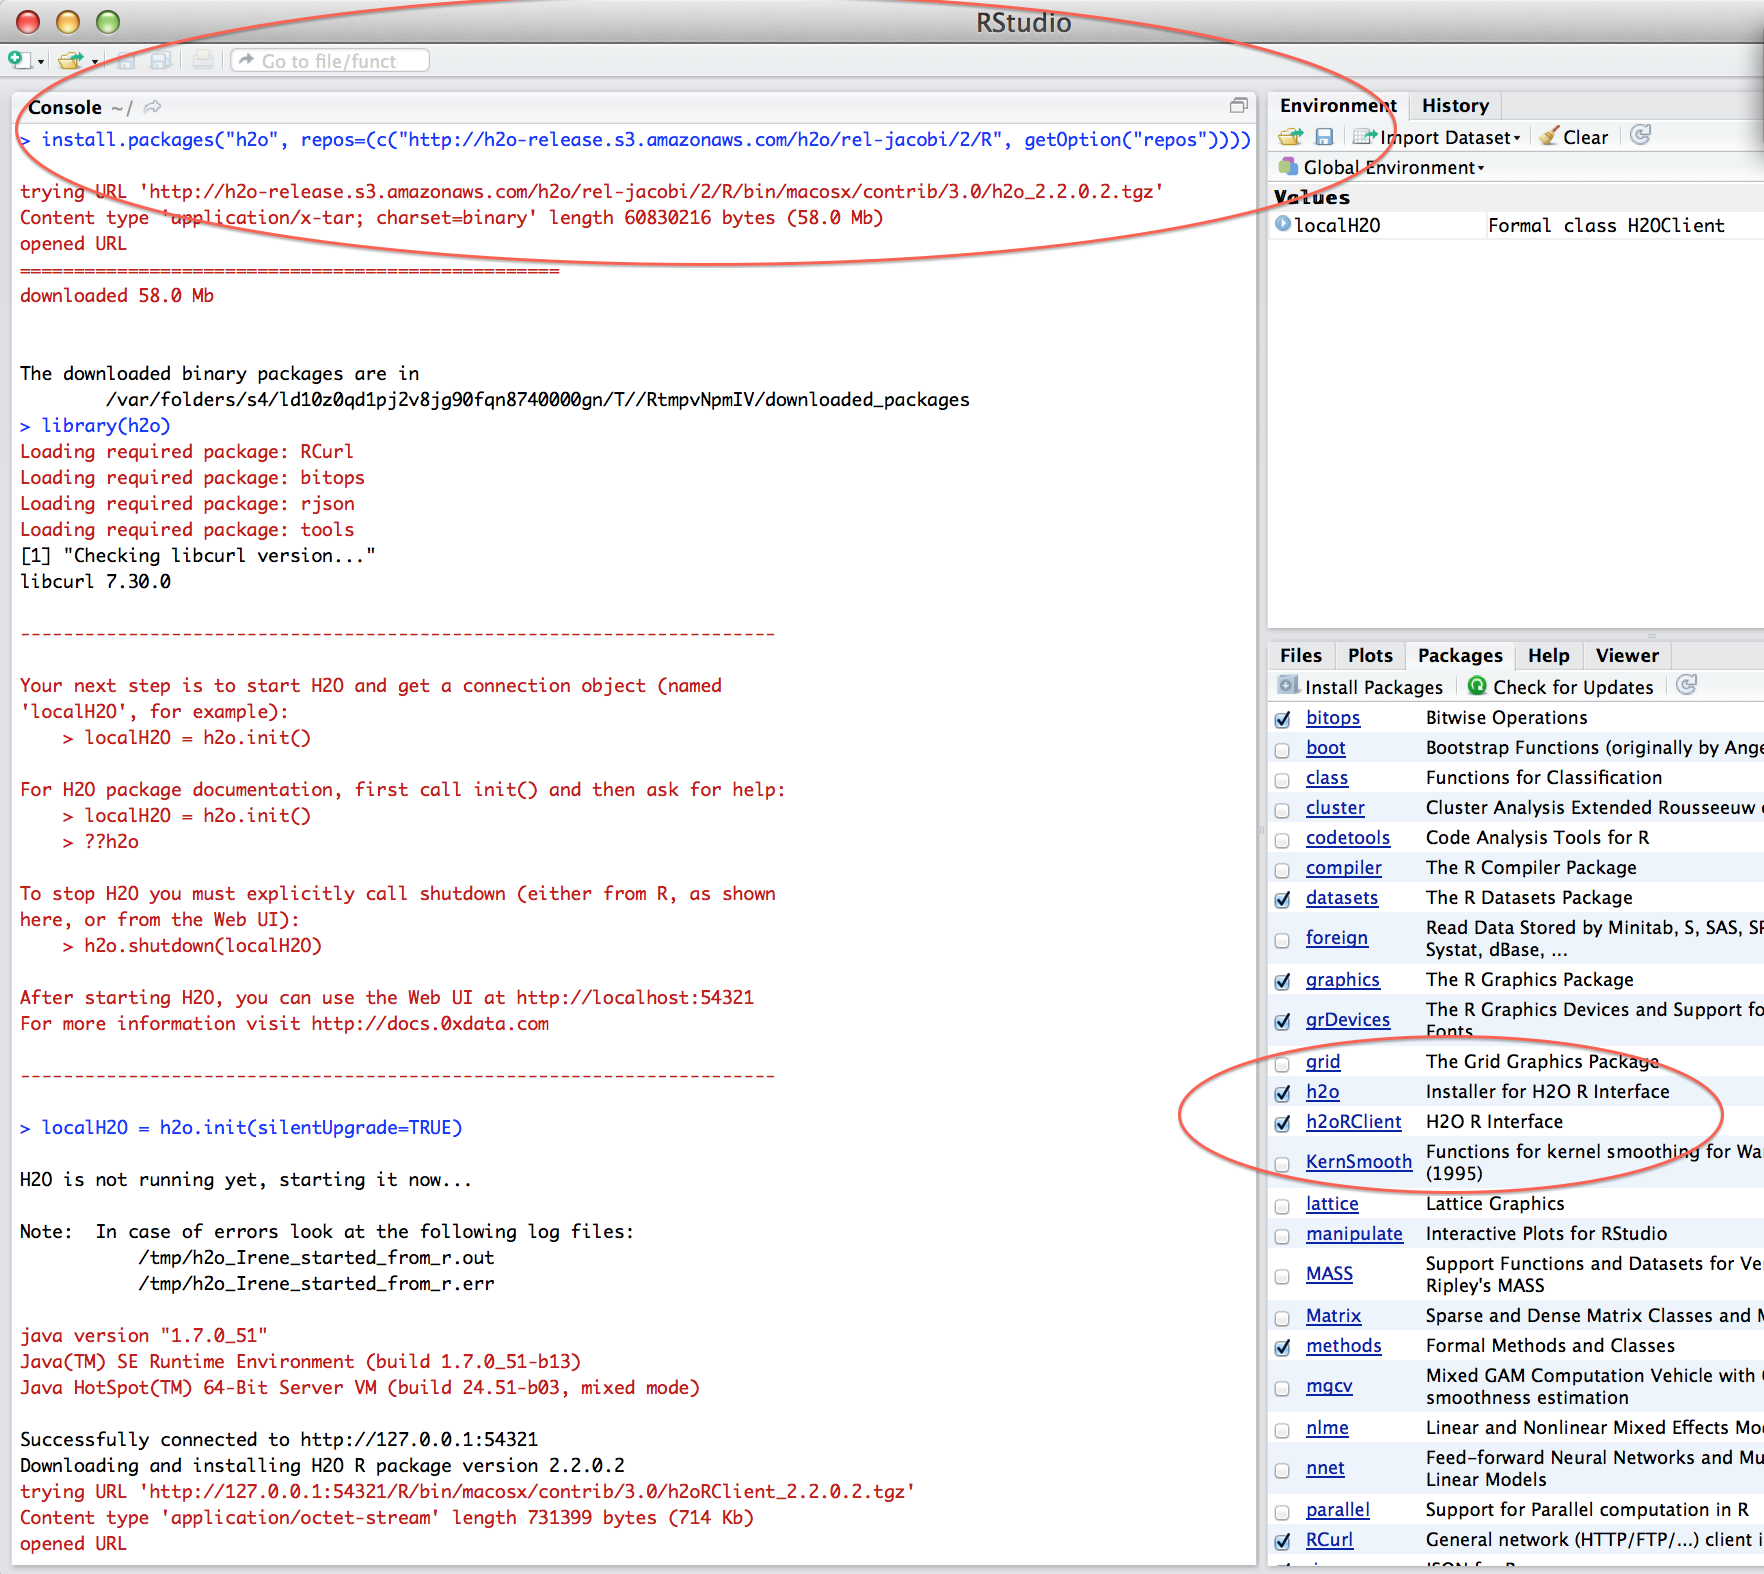 RStudio
Go to file/funct
Console ~/
> install.packages("h2o", repos=(c("http://h2o-release.s3.amazonaws.com/h2o/rel-jacobi/2/R", getOption("repos"))))
trying URL 'http://h2o-release.s3.amazonaws.com/h2o/rel-jacobi/2/R/bin/macosx/contrib/3.0/h2o_2.2.0.2.tgz'
Content type 'application/x-tar; charset=binary' length 60830216 bytes (58.0 Mb)
opened URL
==================================================
downloaded 58.0 Mb
The downloaded binary packages are in
/var/folders/s4/ld10z0qd1pj2v8jg90fqn8740000gn/T//RtmpvNpmIV/downloaded_packages
> library(h2o)
Loading required package: RCurl
Loading required package: bitops
Loading required package: rjson
Loading required package: tools
[1] "Checking libcurl version..."
libcurl 7.30.0
----------------------------------------------------------------------
Your next step is to start H2O and get a connection object (named
'localH2O', for example):
> localH2O = h2o.init()
For H2O package documentation, first call init() and then ask for help:
> localH2O = h2o.init()
> ??h2o
To stop H2O you must explicitly call shutdown (either from R, as shown
here, or from the Web UI):
> h2o.shutdown(localH2O)
After starting H2O, you can use the Web UI at http://localhost:54321
For more information visit http://docs.0xdata.com
----------------------------------------------------------------------
> localH2O = h2o.init(silentUpgrade=TRUE)
H2O is not running yet, starting it now...
Note:  In case of errors look at the following log files:
/tmp/h2o_Irene_started_from_r.out
/tmp/h2o_Irene_started_from_r.err
java version "1.7.0_51"
Java(TM) SE Runtime Environment (build 1.7.0_51-b13)
Java HotSpot(TM) 64-Bit Server VM (build 24.51-b03, mixed mode)
Successfully connected to http://127.0.0.1:54321
Downloading and installing H2O R package version 2.2.0.2
trying URL 'http://127.0.0.1:54321/R/bin/macosx/contrib/3.0/h2oRClient_2.2.0.2.tgz'
Content type 'application/octet-stream' length 731399 bytes (714 Kb)
opened URL
Environment History
Import Dataset Clear
Global Environment
Values
localH2O Formal class H2OClient
Files Plots Packages Help Viewer
Install Packages Check for Updates
bitops Bitwise Operations
boot Bootstrap Functions (originally by Ange
class Functions for Classification
cluster Cluster Analysis Extended Rousseeuw
codetools Code Analysis Tools for R
compiler The R Compiler Package
datasets The R Datasets Package
foreign Read Data Stored by Minitab, S, SAS, SP
Systat, dBase, ...
graphics The R Graphics Package
grDevices The R Graphics Devices and Support fo
Fonts
grid The Grid Graphics Package
h2o Installer for H2O R Interface
h2oRClient H2O R Interface
KernSmooth Functions for kernel smoothing for Wa
(1995)
lattice Lattice Graphics
manipulate Interactive Plots for RStudio
MASS Support Functions and Datasets for Ve
Ripley's MASS
Matrix Sparse and Dense Matrix Classes and M
methods Formal Methods and Classes
mgcv Mixed GAM Computation Vehicle with
smoothness estimation
nlme Linear and Nonlinear Mixed Effects Mo
nnet Feed-forward Neural Networks and Mu
Linear Models
parallel Support for Parallel computation in R
RCurl General network (HTTP/FTP/...) client i